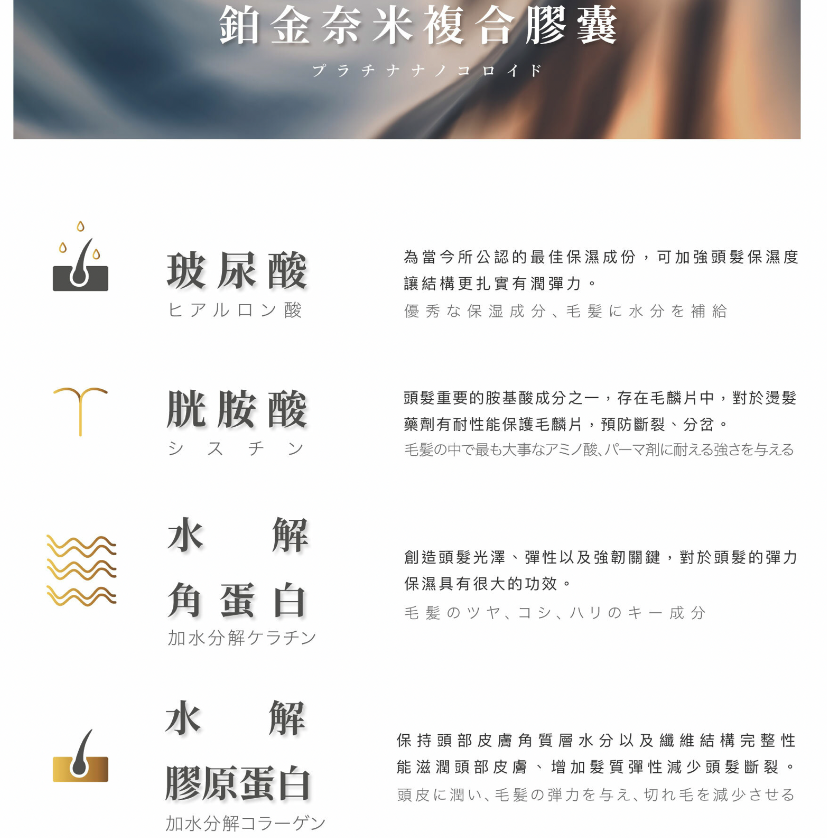 鉑金奈米複合膠囊
プラチナナノコロイド
玻尿酸
ヒアルロン酸
為當今所公認的最佳保濕成份，可加強頭髮保濕度
讓結構更扎實有潤彈力。
優秀な保湿成分、毛髪に水分を補給
胱胺酸
シスチン
頭髮重要的胺基酸成分之一，存在毛麟片中，對於燙髮
藥劑有耐性能保護毛麟片，預防斷裂、分岔。
毛髪の中で最も大事なアミノ酸、パーマ剤に耐える強さを与える
水解
角蛋白
加水分解ケラチン
創造頭髮光澤、彈性以及強韌關鍵，對於頭髮的彈力
保濕具有很大的功效。
毛髪のツヤ、コシ、ハリのキー成分
水解
膠原蛋白
加水分解コラーゲン
保持頭部皮膚角質層水分以及纖維結構完整性
能滋潤頭部皮膚、增加髮質彈性減少頭髮斷裂。
頭皮に潤い、毛髪の弾力を与え、切れ毛を減少させる